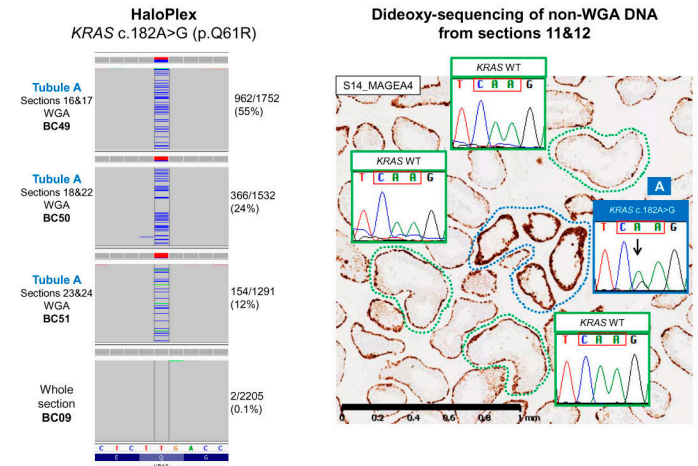 HaloPlex
KRAS c.182A>G (p.Q61R)
Tubule A
Sections 16&17
WGA
BC49
962/1752
(55%)
Tubule A
Sections 18&22
WGA
BC50
366/1532
(24%)
Tubule A
Sections 23&24
WGA
BC51
154/1291
(12%)
Whole
section
BC09
2/2205
(0.1%)
C T C T T G A C C
E Q G
KRAS
Dideoxy-sequencing of non-WGA DNA
from sections 11&12
S14_MAGEA4
KRAS WT
T C A A G
KRAS WT
T C A A G
A
KRAS c.182A>G
T C A A G
KRAS WT
T C A A G
0 0.2 0.4 0.6 0.8 1 mm